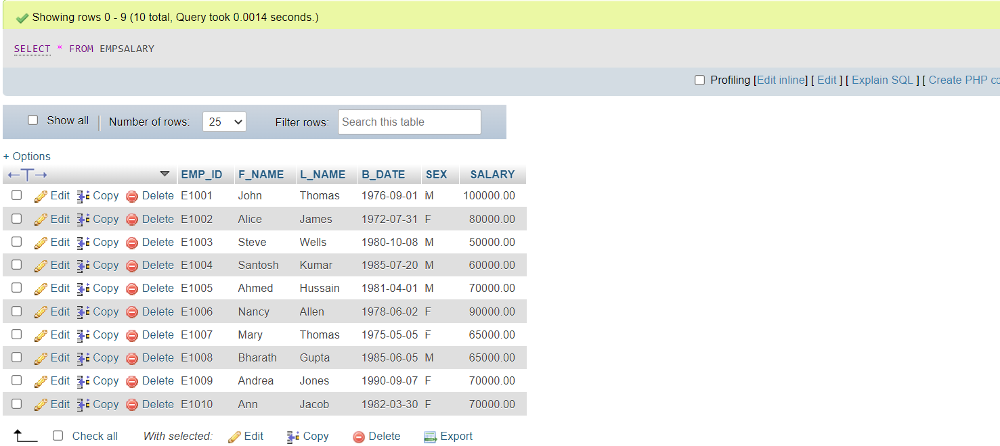 Showing rows 0 - 9 (10 total, Query took 0.0014 seconds.)
SELECT * FROM EMPSALARY
Profiling [Edit inline] [ Edit ] [ Explain SQL ] [ Create PHP co
Show all Number of rows: 25 Filter rows: Search this table
+ Options
←T→ EMP_ID F_NAME L_NAME B_DATE SEX SALARY
Edit Copy Delete E1001 John Thomas 1976-09-01 M 100000.00
Edit Copy Delete E1002 Alice James 1972-07-31 F 80000.00
Edit Copy Delete E1003 Steve Wells 1980-10-08 M 50000.00
Edit Copy Delete E1004 Santosh Kumar 1985-07-20 M 60000.00
Edit Copy Delete E1005 Ahmed Hussain 1981-04-01 M 70000.00
Edit Copy Delete E1006 Nancy Allen 1978-06-02 F 90000.00
Edit Copy Delete E1007 Mary Thomas 1975-05-05 F 65000.00
Edit Copy Delete E1008 Bharath Gupta 1985-06-05 M 65000.00
Edit Copy Delete E1009 Andrea Jones 1990-09-07 F 70000.00
Edit Copy Delete E1010 Ann Jacob 1982-03-30 F 70000.00
Check all With selected: Edit Copy Delete Export